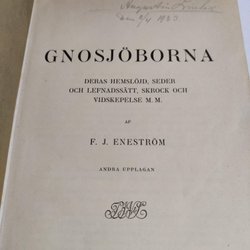 GNOSJÖBORNA
DERAS HEMSLÖJD, SEDER
OCH LEFNADSSÄTT, SKROCK OCH
VIDSKEPELSE M. M.
AF
F. J. ENESTRÖM
ANDRA UPPLAGAN